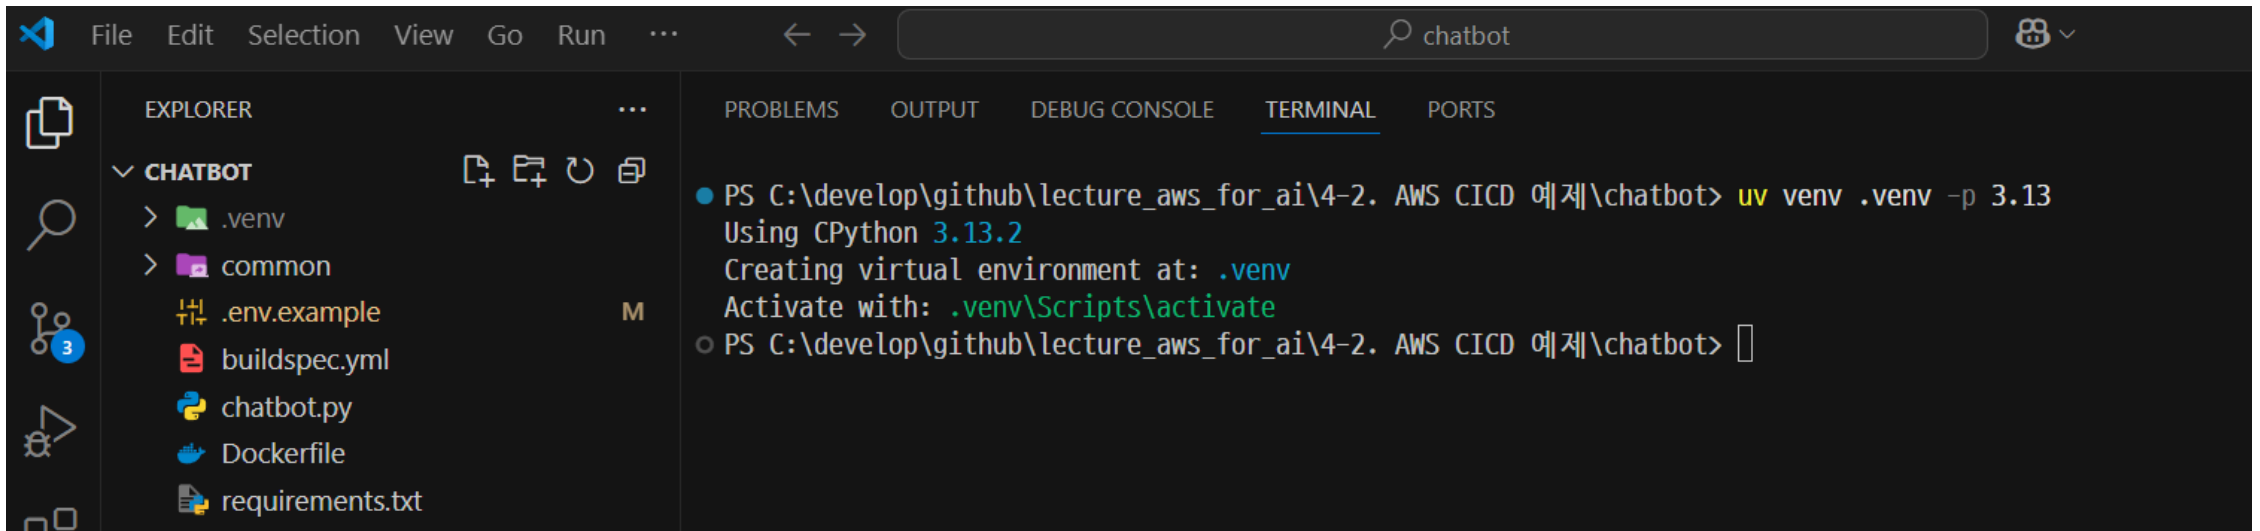 File Edit Selection View Go Run ··· chatbot
EXPLORER ···
CHATBOT
.venv
common
.env.example M
buildspec.yml
chatbot.py
Dockerfile
requirements.txt
3
PROBLEMS OUTPUT DEBUG CONSOLE TERMINAL PORTS
PS C:\develop\github\lecture_aws_for_ai\4-2. AWS CICD 예제\chatbot> uv venv .venv -p 3.13
Using CPython 3.13.2
Creating virtual environment at: .venv
Activate with: .venv\Scripts\activate
PS C:\develop\github\lecture_aws_for_ai\4-2. AWS CICD 예제\chatbot>